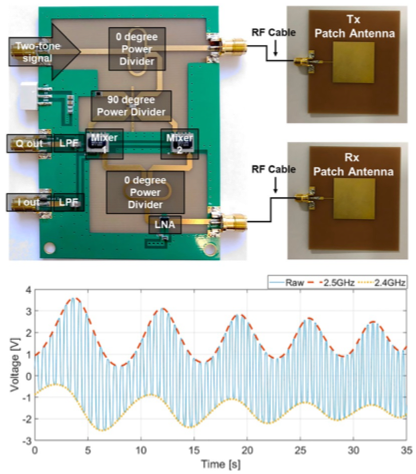 0 degree
Power
Divider
Two-tone
signal
90 degree
Power Divider
Q out
LPF
Mixer
Mixer
2
0 degree
Power
Divider
I out
LPF
LNA
RF Cable
Tx
Patch Antenna
RF Cable
Rx
Patch Antenna
Raw
2.5GHz
2.4GHz
Voltage [V]
4
3
2
1
0
-1
-2
-3
0
5
10
15
20
25
30
35
Time [s]